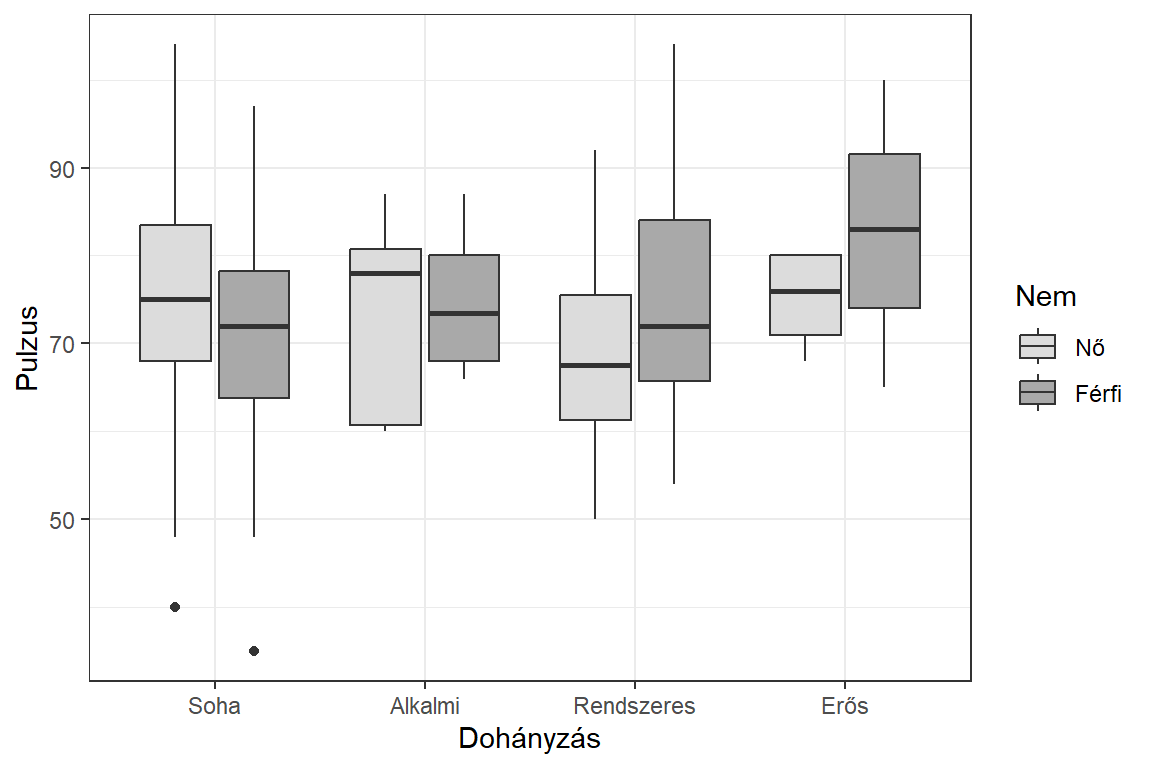 90
70
50
Pulzus
Soha
Alkalmi
Rendszeres
Erős
Dohányzás
Nem
Nő
Férfi